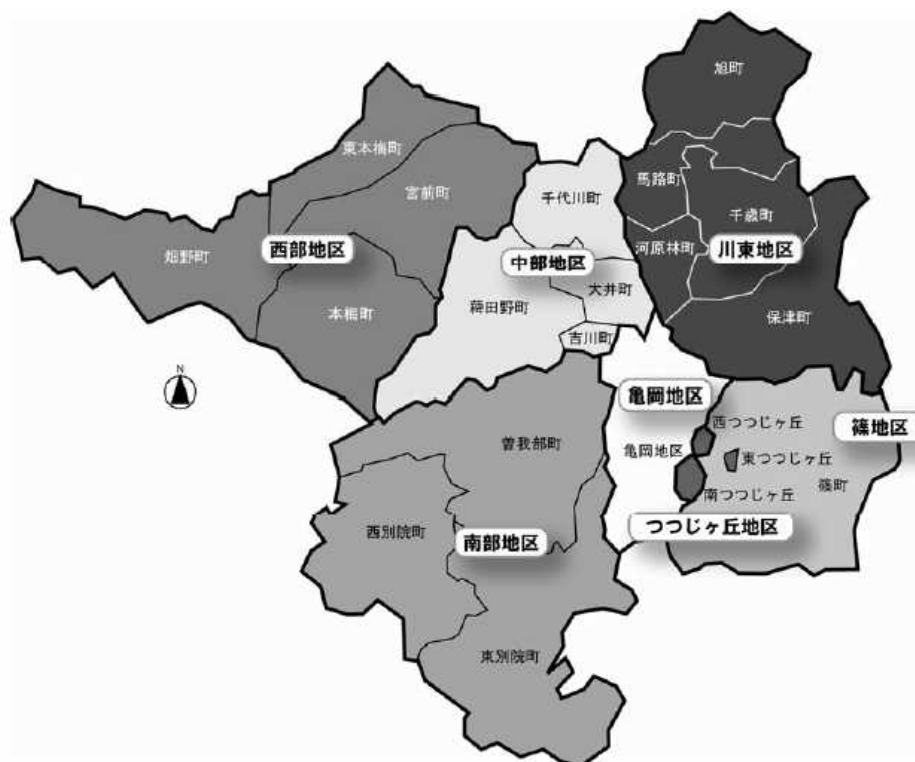 旭町
東本梅町
馬路町
宮前町
千代川町
千歳町
畑野町
西部地区
中部地区
河原林町
川東地区
大井町
本梅町
薭田野町
保津町
吉川町
亀岡地区
西つつじヶ丘
篠地区
曽我部町
亀岡地区
東つつじヶ丘
篠町
南つつじヶ丘
西別院町
南部地区
つつじヶ丘地区
東別院町
N